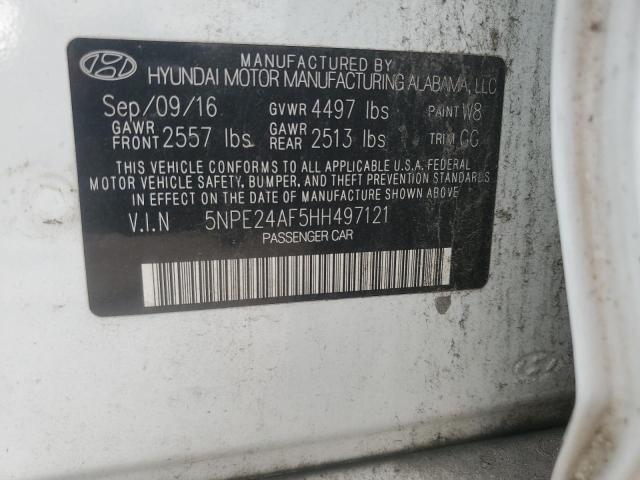 MANUFACTURED BY
HYUNDAI MOTOR MANUFACTURING ALABAMA, LLC
Sep/09/16 GVWR 4497 lbs PAINT W8
GAWR FRONT 2557 lbs GAWR REAR 2513 lbs TRIM GG
THIS VEHICLE CONFORMS TO ALL APPLICABLE U.S.A. FEDERAL
MOTOR VEHICLE SAFETY, BUMPER, AND THEFT PREVENTION STANDARDS
IN EFFECT ON THE DATE OF MANUFACTURE SHOWN ABOVE.
V.I.N 5NPE24AF5HH497121
PASSENGER CAR